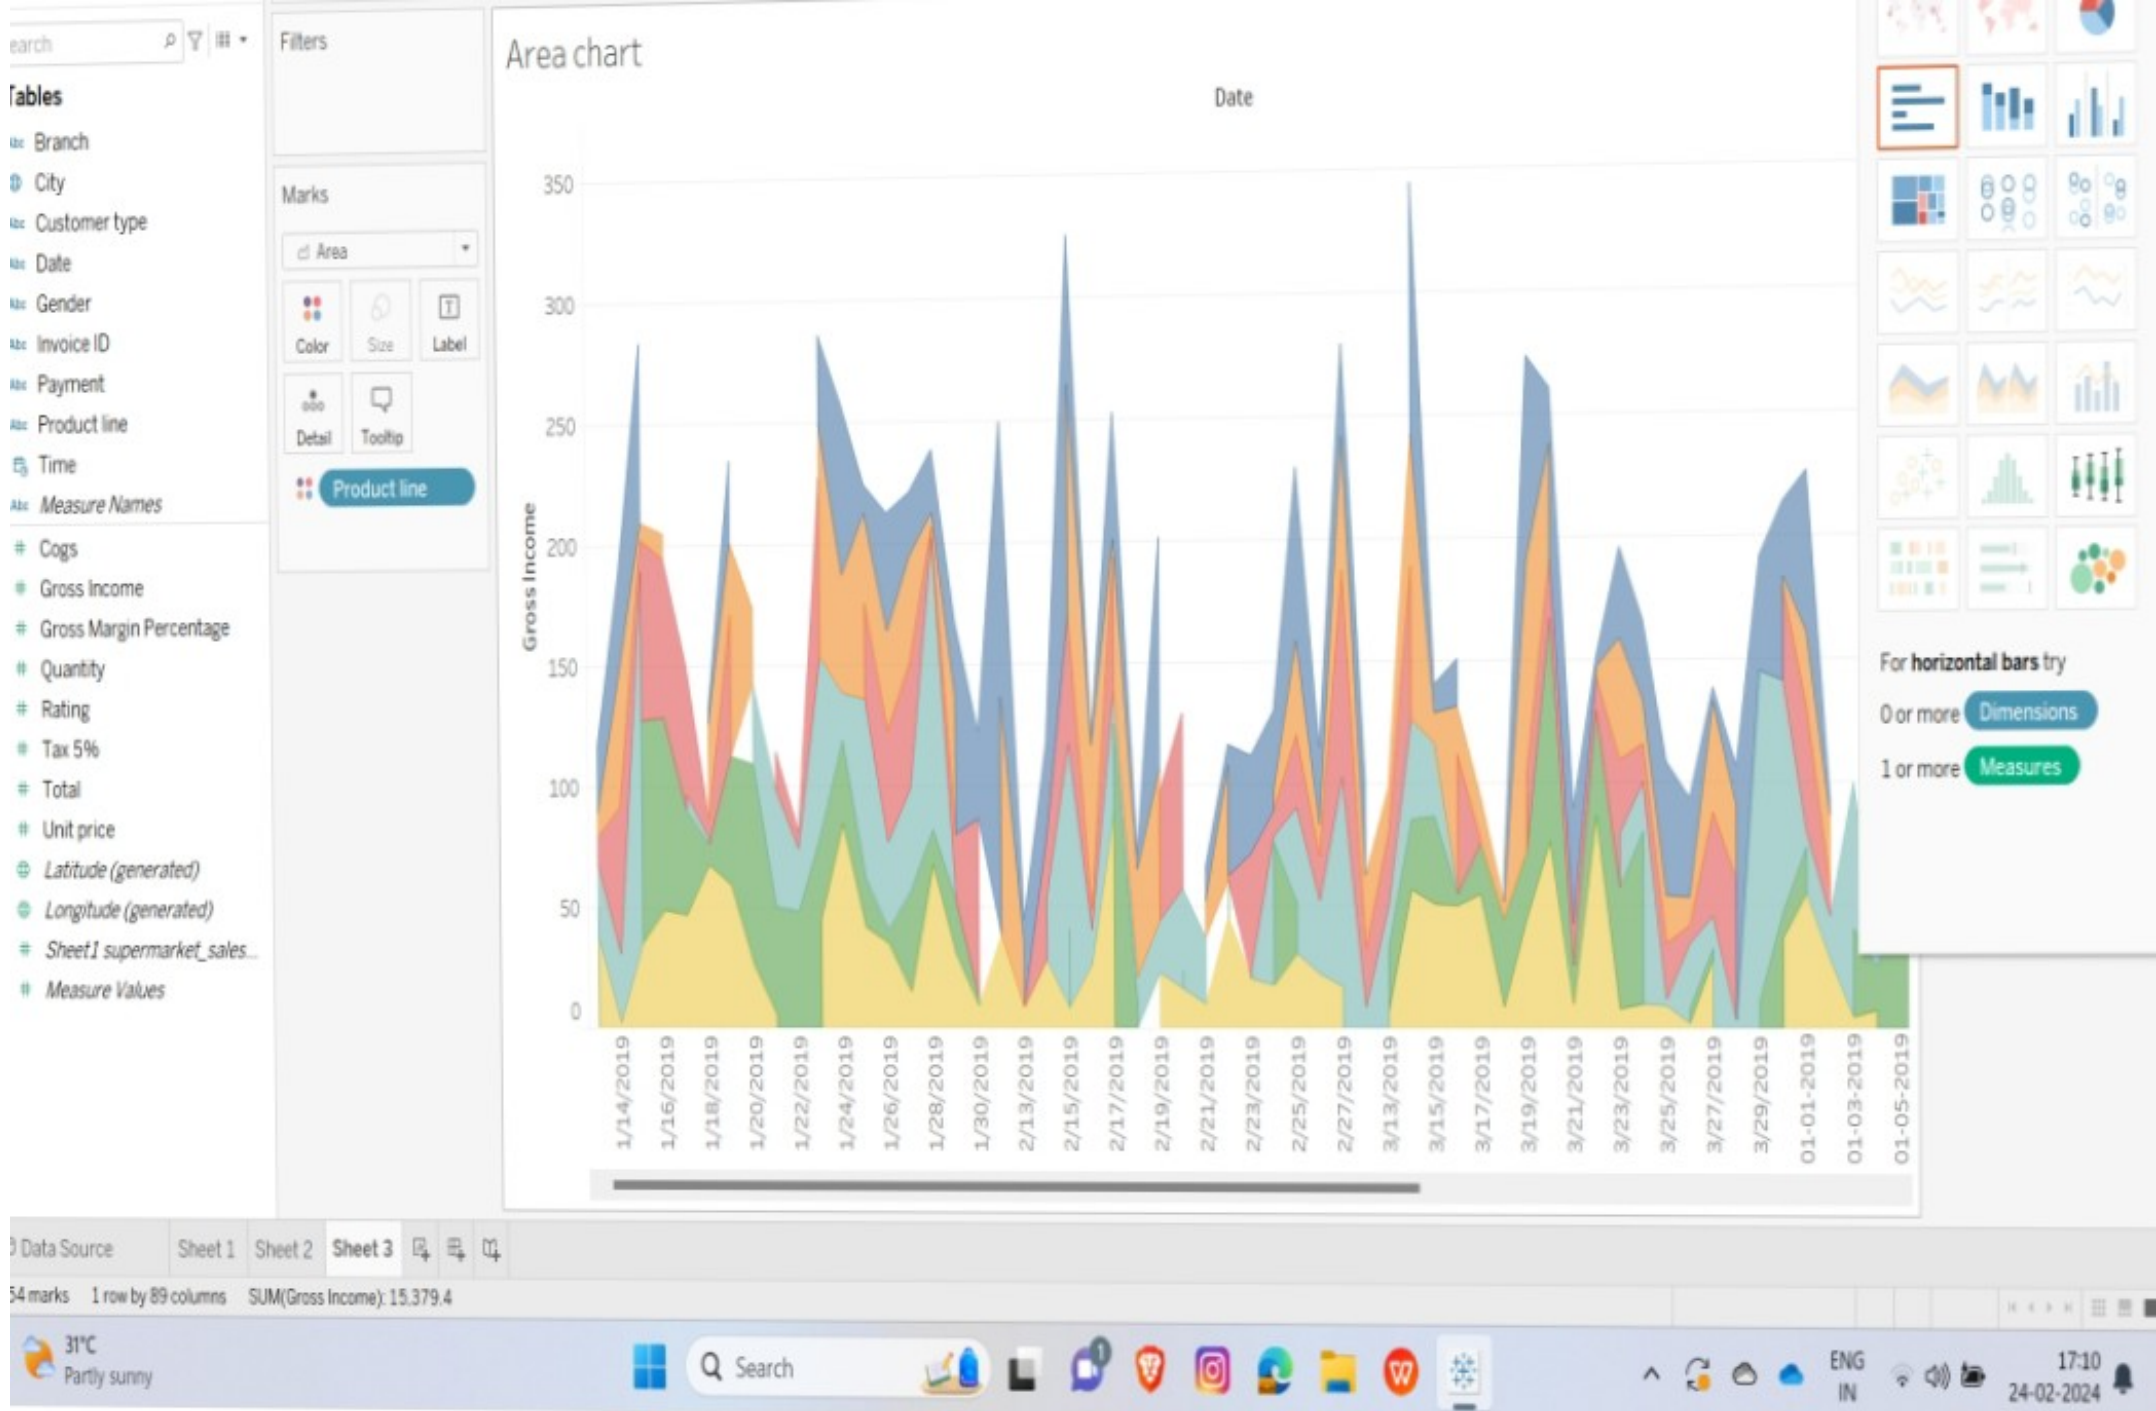 earch
Tables
Abc Branch
City
Abc Customer type
Abc Date
Abc Gender
Abc Invoice ID
Abc Payment
Abc Product line
Time
Abc Measure Names
# Cogs
# Gross Income
# Gross Margin Percentage
# Quantity
# Rating
# Tax 5%
# Total
# Unit price
Latitude (generated)
Longitude (generated)
# Sheet1 supermarket_sales...
# Measure Values
Filters
Marks
Area
Color
Size
T
Label
Detail
Tooltip
Product line
Area chart
Date
Gross Income
350
300
250
200
150
100
50
0
1/14/2019
1/16/2019
1/18/2019
1/20/2019
1/22/2019
1/24/2019
1/26/2019
1/28/2019
1/30/2019
2/13/2019
2/15/2019
2/17/2019
2/19/2019
2/21/2019
2/23/2019
2/25/2019
2/27/2019
3/13/2019
3/15/2019
3/17/2019
3/19/2019
3/21/2019
3/23/2019
3/25/2019
3/27/2019
3/29/2019
01-01-2019
01-03-2019
01-05-2019
For horizontal bars try
0 or more Dimensions
1 or more Measures
Data Source
Sheet 1
Sheet 2
Sheet 3
54 marks
1 row by 89 columns
SUM(Gross Income): 15,379.4
31°C
Partly sunny
Search
1
W
ENG
IN
17:10
24-02-2024